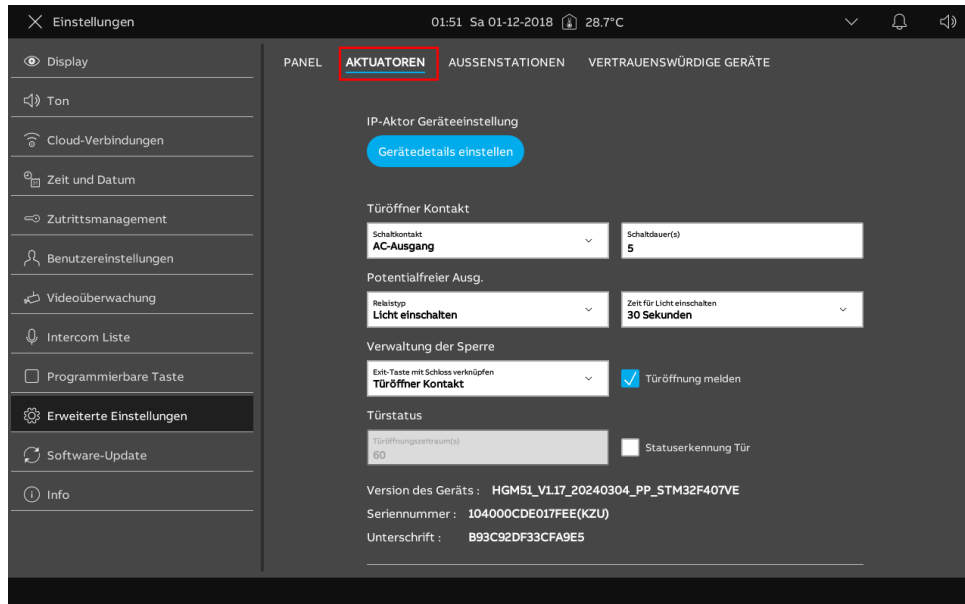 Einstellungen
01:51 Sa 01-12-2018 28.7°C
Display
Ton
Cloud-Verbindungen
Zeit und Datum
Zutrittsmanagement
Benutzereinstellungen
Videoüberwachung
Intercom Liste
Programmierbare Taste
Erweiterte Einstellungen
Software-Update
Info
PANEL AKTUATOREN AUSSENSTATIONEN VERTRAUENSWÜRDIGE GERÄTE
IP-Aktor Geräteeinstellung
Gerätedetails einstellen
Türöffner Kontakt
Schaltkontakt
AC-Ausgang
Schaltdauer(s)
5
Potentialfreier Ausg.
Relaistyp
Licht einschalten
Zeit für Licht einschalten
30 Sekunden
Verwaltung der Sperre
Exit-Taste mit Schloss verknüpfen
Türöffner Kontakt
Türöffnung melden
Türstatus
Türöffnungszeitraum(s)
60
Statuserkennung Tür
Version des Geräts : HGM51_V1.17_20240304_PP_STM32F407VE
Seriennummer : 104000CDE017FEE(KZU)
Unterschrift : B93C92DF33CFA9E5